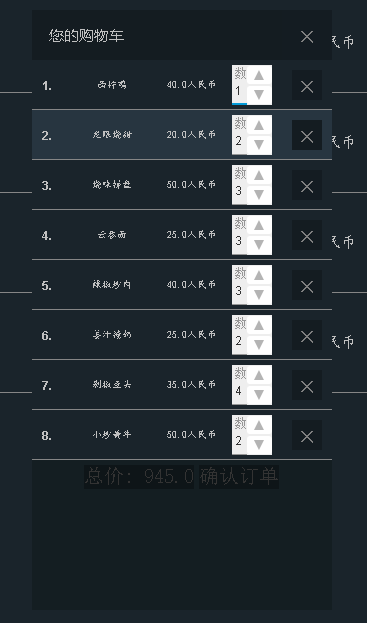 您的购物车
民币
1. 西柠鸡 40.0人民币 数 1
2. 龙眼烧甜 20.0人民币 数 2
民币
3. 烧味拼盘 50.0人民币 数 3
4. 云吞面 25.0人民币 数 3
民币
5. 辣椒炒肉 40.0人民币 数 3
6. 姜汁撞奶 25.0人民币 数 2
民币
7. 剁椒鱼头 35.0人民币 数 4
8. 小炒黄牛 50.0人民币 数 2
总价: 945.0 确认订单